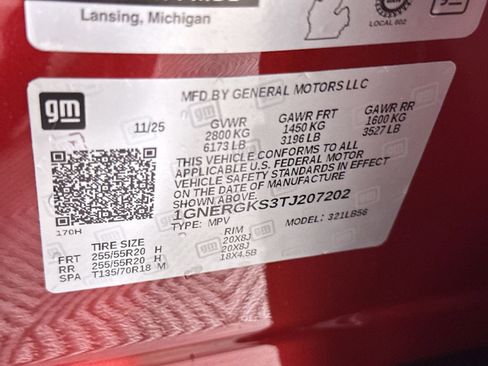 Lansing, Michigan
LOCAL 602
gm
MFD BY GENERAL MOTORS LLC
11/25 GVWR GAWR FRT GAWR RR
2800 KG 1450 KG 1600 KG
6173 LB 3196 LB 3527 LB
THIS VEHICLE CONFORMS TO ALL
APPLICABLE U.S. FEDERAL MOTOR
VEHICLE SAFETY STANDARDS IN EFFECT
ON THE DATE OF MANUFACTURE
SHOWN ABOVE.
1GNERGKS3TJ207202
170H TYPE: MPV MODEL: 321LB56
TIRE SIZE RIM
FRT 255/55R20 H 20X8J
RR 255/55R20 H 20X8J
SPA T135/70R18 M 18X4.5B